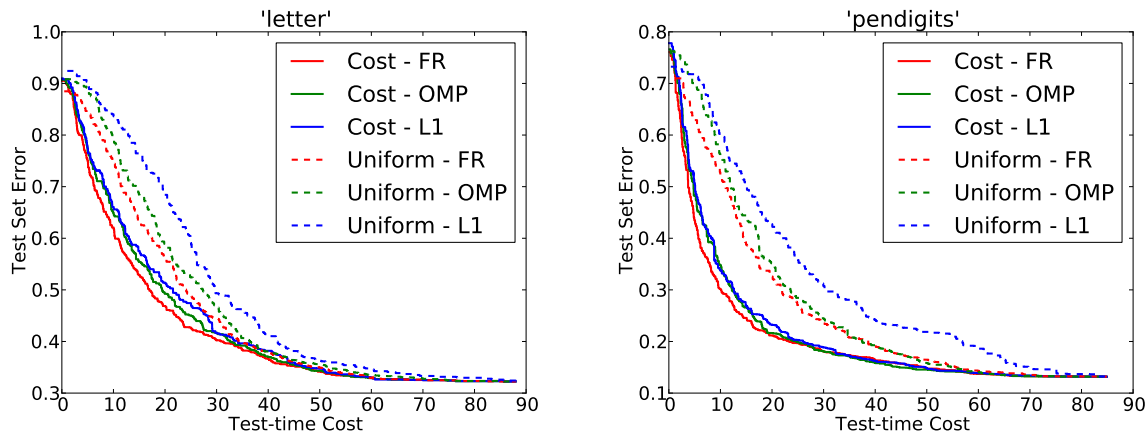 'letter'
1.0
0.9
0.8
0.7
0.6
0.5
0.4
0.3
Test Set Error
0 10 20 30 40 50 60 70 80 90
Test-time Cost
Cost - FR
Cost - OMP
Cost - L1
Uniform - FR
Uniform - OMP
Uniform - L1
'pendigits'
0.8
0.7
0.6
0.5
0.4
0.3
0.2
0.1
Test Set Error
0 10 20 30 40 50 60 70 80 90
Test-time Cost
Cost - FR
Cost - OMP
Cost - L1
Uniform - FR
Uniform - OMP
Uniform - L1